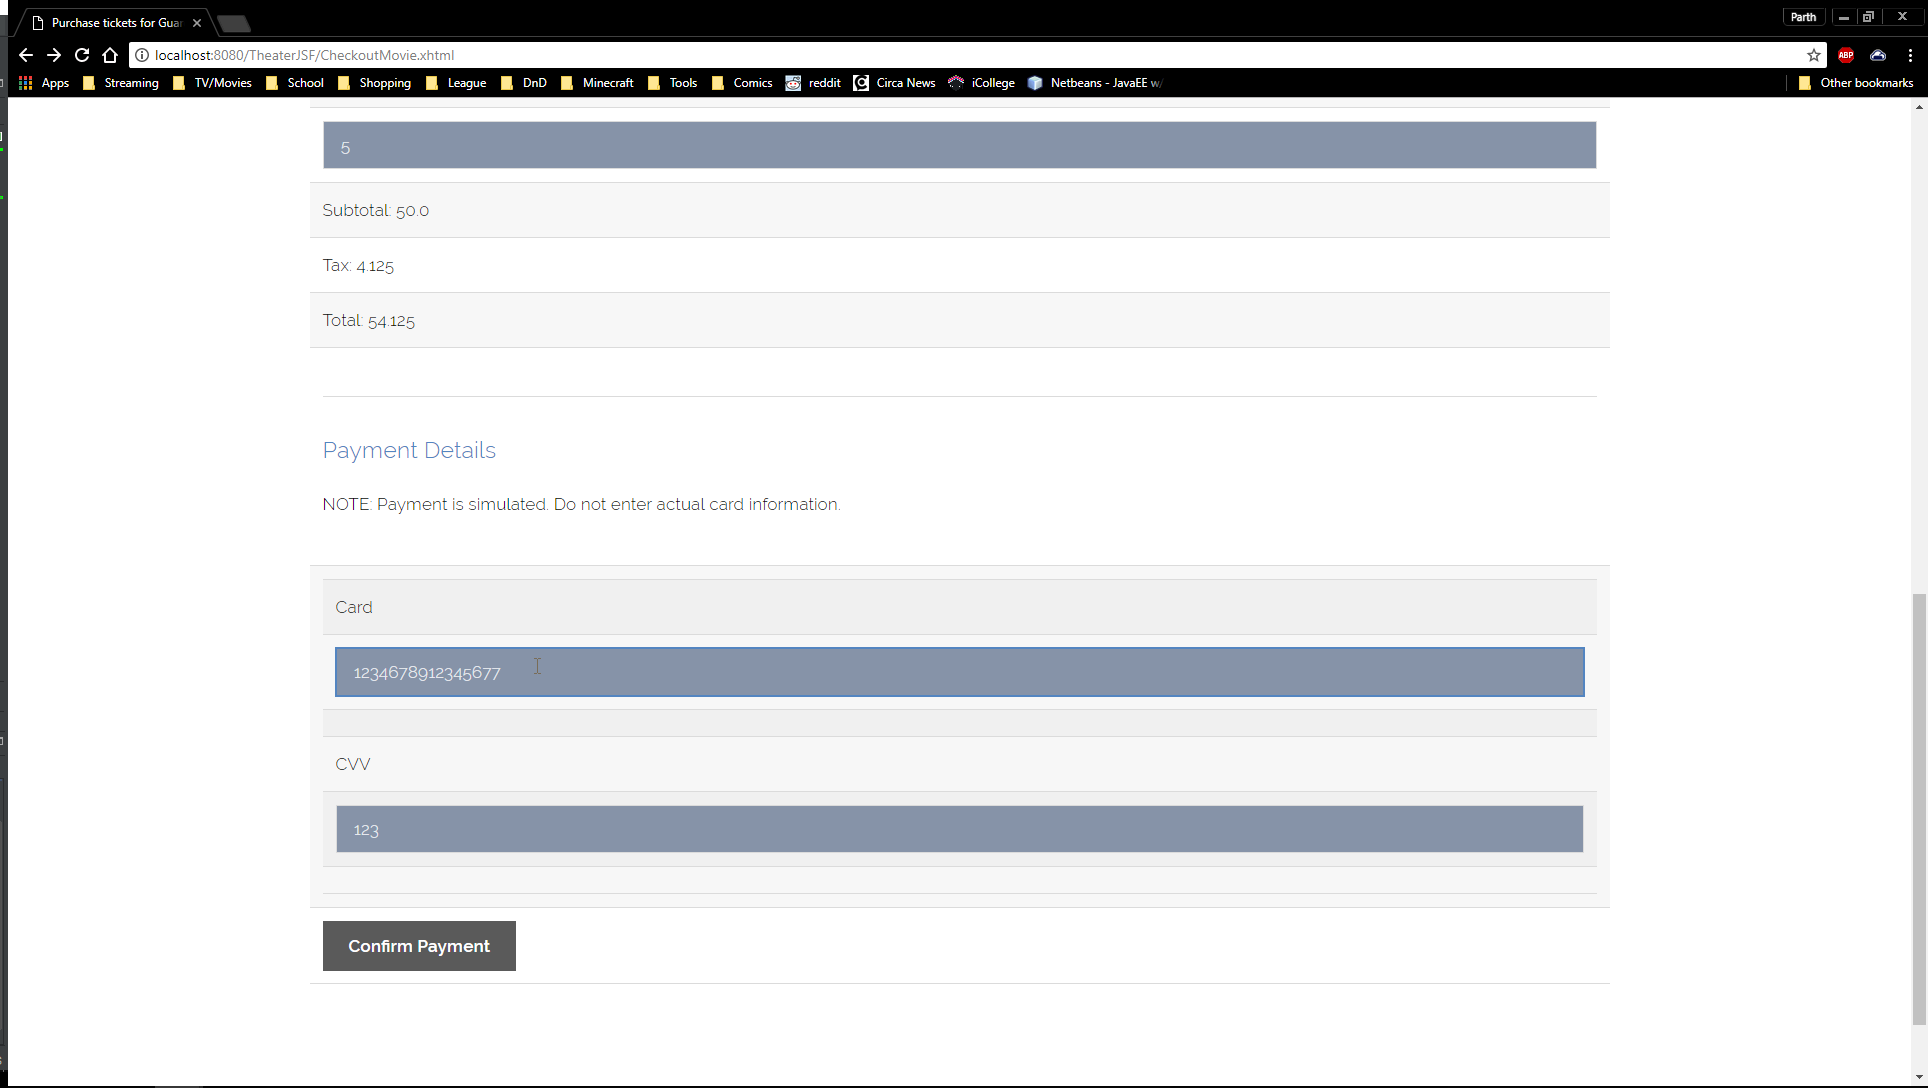 Purchase tickets for Gua
Parth
localhost:8080/TheaterJSF/CheckoutMovie.xhtml
ABP
Apps Streaming TV/Movies School Shopping League DnD Minecraft Tools Comics reddit Circa News iCollege Netbeans - JavaEE w/ Other bookmarks
5
Subtotal: 50.0
Tax: 4.125
Total: 54.125
Payment Details
NOTE: Payment is simulated. Do not enter actual card information.
Card
1234678912345677
CVV
123
Confirm Payment